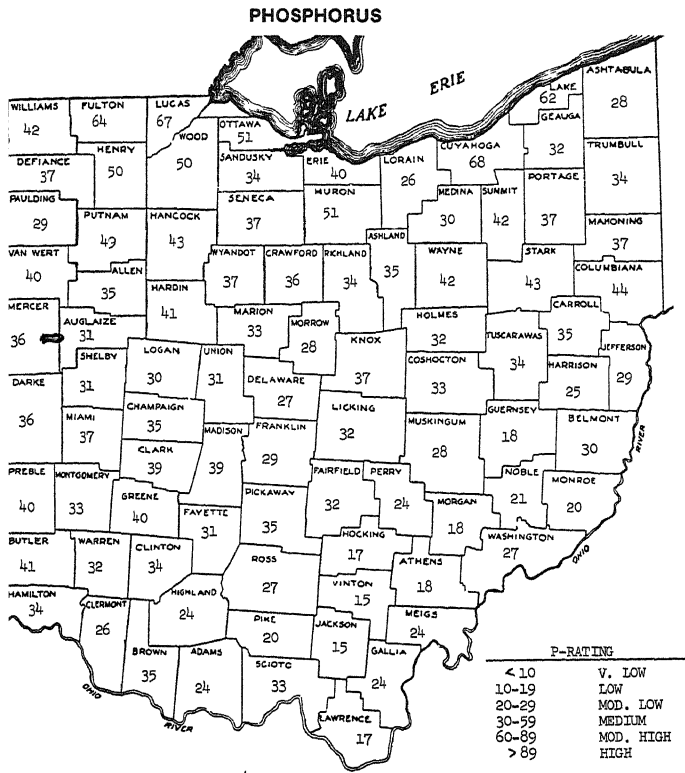 PHOSPHORUS
LAKE ERIE
WILLIAMS
42
FULTON
64
LUCAS
67
WOOD
50
OTTAWA
51
LAKE
62
ASHTABULA
28
GEAUGA
32
HENRY
50
DEFIANCE
37
SANDUSKY
34
ERIE
40
LORAIN
26
CUYAHOGA
68
TRUMBULL
34
PAULDING
29
PUTNAM
49
HANCOCK
43
SENECA
37
HURON
51
MEDINA
30
SUMMIT
42
PORTAGE
37
MAHONING
37
VAN WERT
40
ALLEN
35
WYANDOT
37
CRAWFORD
36
RICHLAND
34
ASHLAND
35
WAYNE
42
STARK
43
COLUMBIANA
44
MERCER
36
AUGLAIZE
31
HARDIN
41
MARION
33
MORROW
28
KNOX
37
HOLMES
32
TUSCARAWAS
34
CARROLL
35
JEFFERSON
29
SHELBY
31
LOGAN
30
UNION
31
DELAWARE
27
COSHOCTON
33
HARRISON
25
DARKE
36
MIAMI
37
CHAMPAIGN
35
CLARK
39
MADISON
39
FRANKLIN
29
LICKING
32
MUSKINGUM
28
GUERNSEY
18
BELMONT
30
RIVER
PREBLE
40
MONTGOMERY
33
GREENE
40
FAYETTE
31
PICKAWAY
35
FAIRFIELD
32
PERRY
24
MORGAN
18
NOBLE
21
MONROE
20
BUTLER
41
WARREN
32
CLINTON
34
ROSS
27
HOCKING
17
ATHENS
18
WASHINGTON
27
OHIO
HAMILTON
34
CLERMONT
26
HIGHLAND
24
VINTON
15
MEIGS
24
BROWN
35
ADAMS
24
PIKE
20
JACKSON
15
GALLIA
24
SCIOTO
33
LAWRENCE
17
OHIO
RIVER
P-RATING
<10 V. LOW
10-19 LOW
20-29 MOD. LOW
30-59 MEDIUM
60-89 MOD. HIGH
>89 HIGH